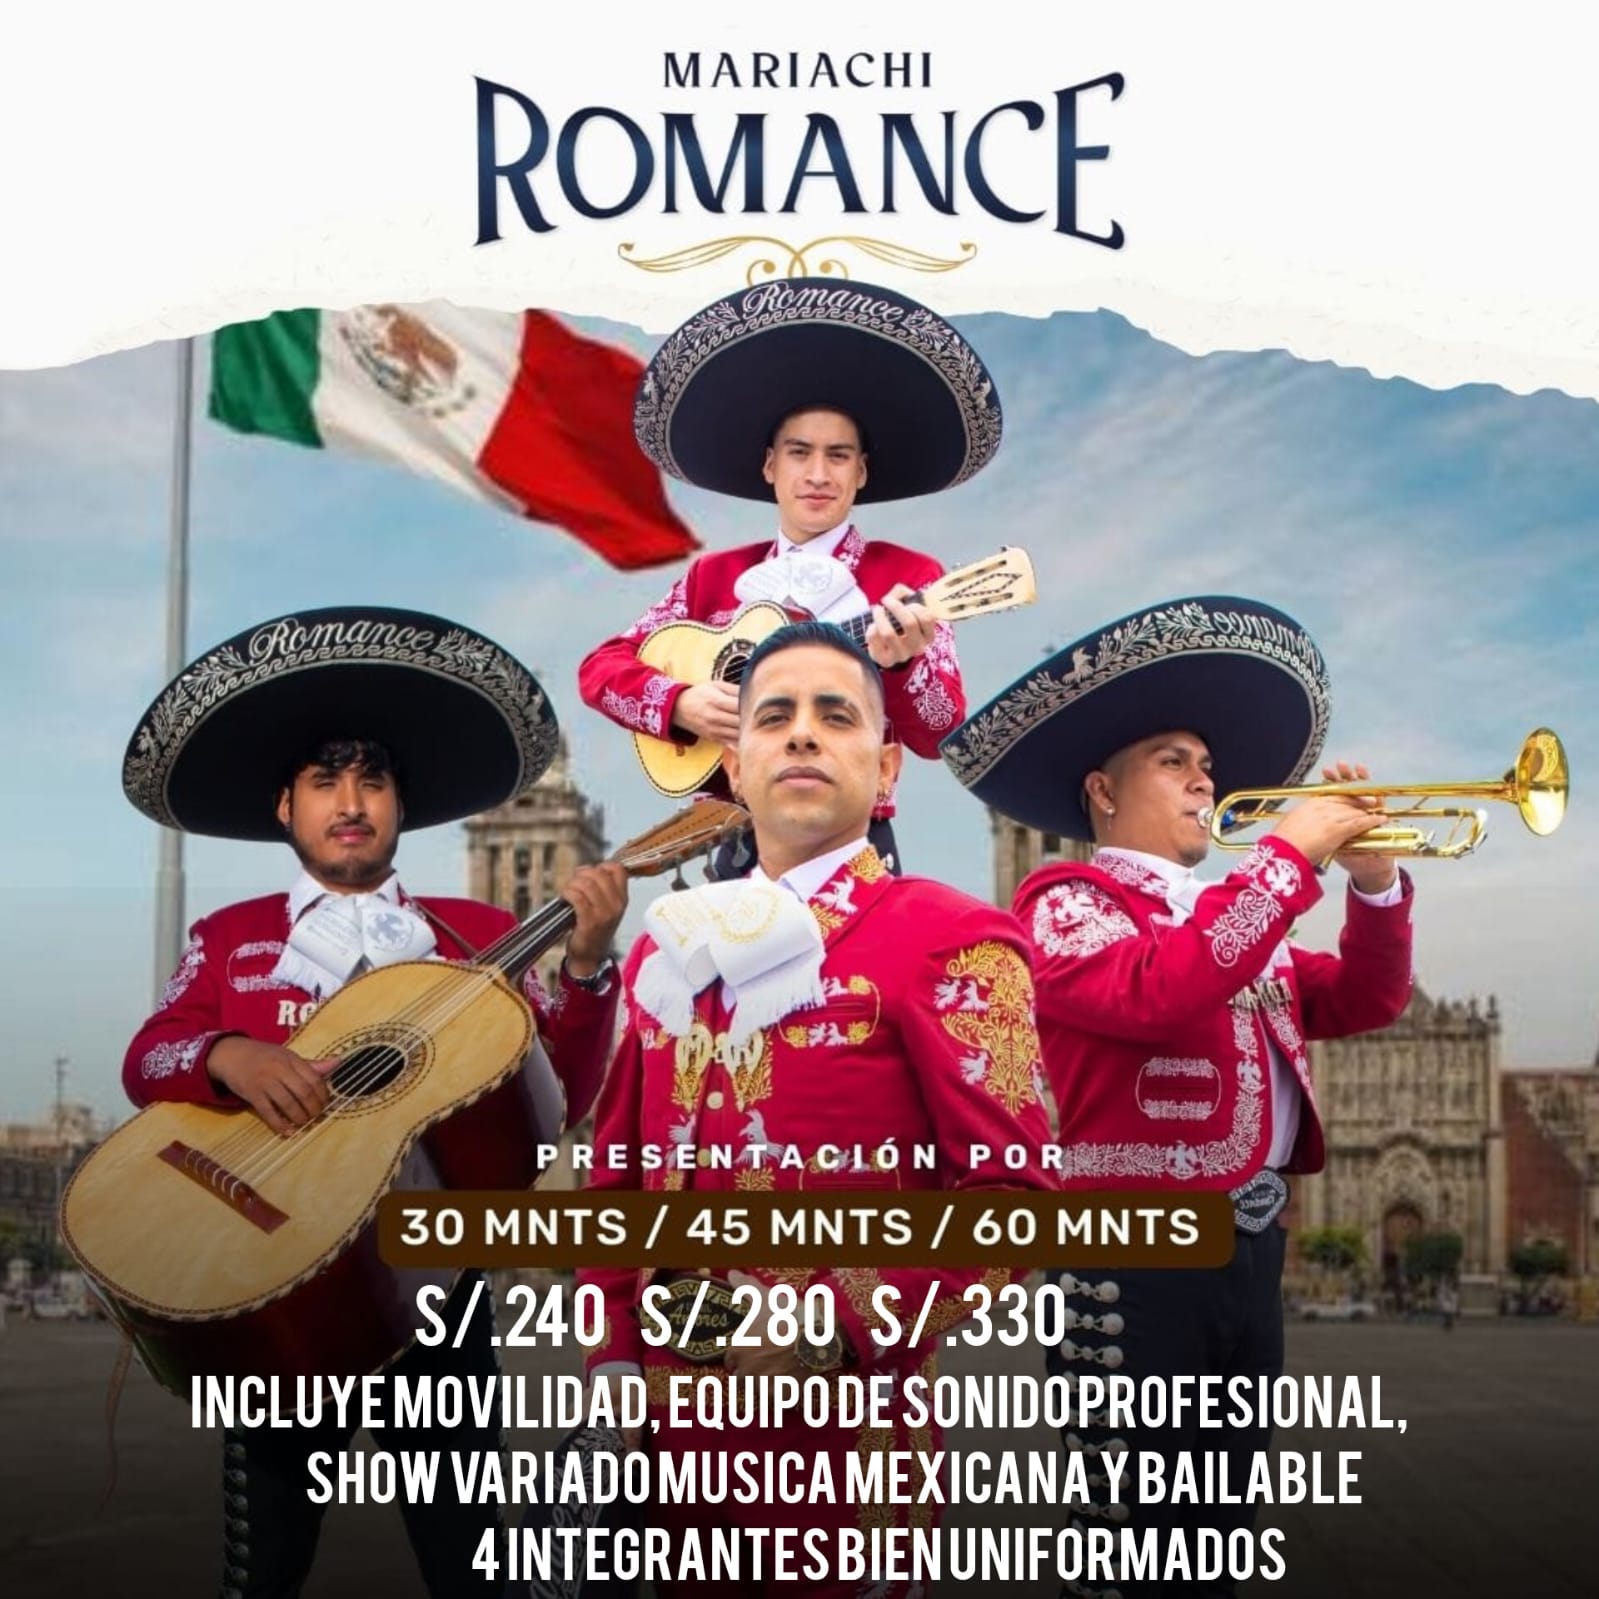 MARIACHI
ROMANCE
Romance
Romance
Romance
PRESENTACIÓN POR
30 MNTS / 45 MNTS / 60 MNTS
S/.240 S/.280 S/.330
INCLUYE MOVILIDAD, EQUIPO DE SONIDO PROFESIONAL,
SHOW VARIADO MUSICA MEXICANA Y BAILABLE
4 INTEGRANTES BIEN UNIFORMADOS